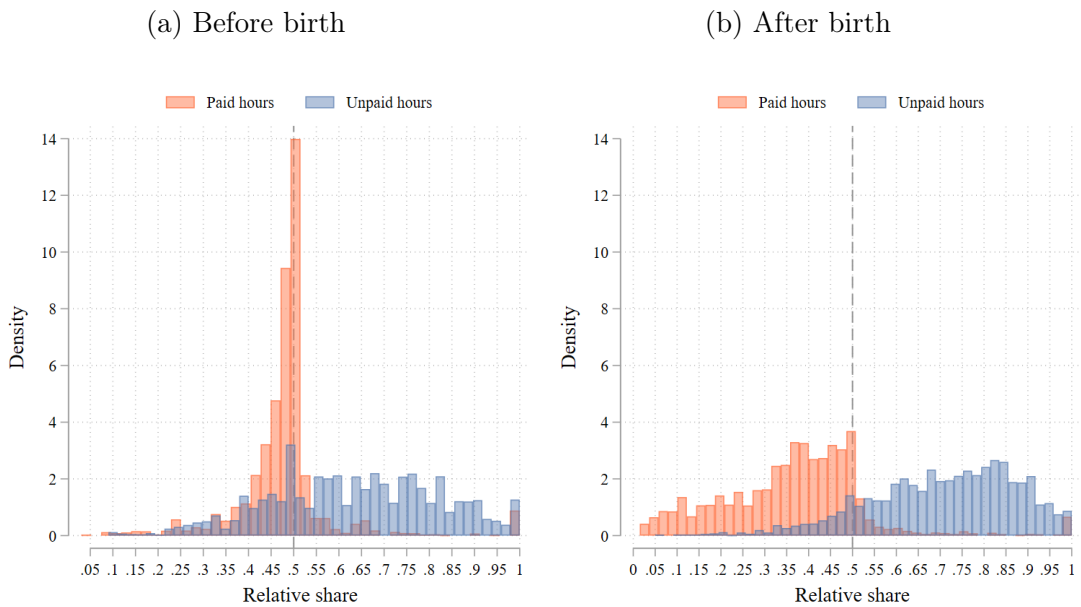 (a) Before birth
(b) After birth
Paid hours
Unpaid hours
Paid hours
Unpaid hours
Density
14
12
10
8
6
4
2
0
.05 .1 .15 .2 .25 .3 .35 .4 .45 .5 .55 .6 .65 .7 .75 .8 .85 .9 .95 1
Relative share
Density
14
12
10
8
6
4
2
0
0 .05 .1 .15 .2 .25 .3 .35 .4 .45 .5 .55 .6 .65 .7 .75 .8 .85 .9 .95 1
Relative share